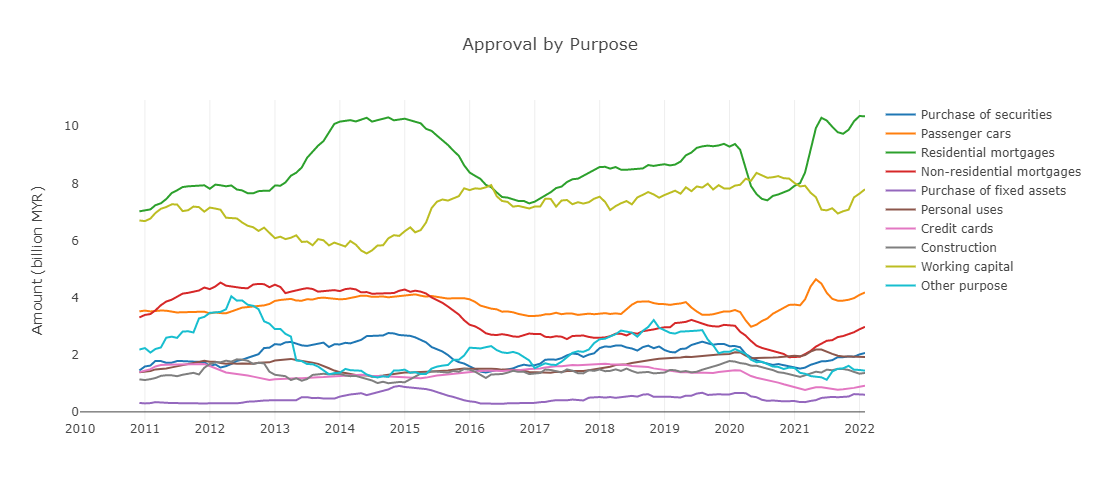 Approval by Purpose
Amount (billion MYR)
10
8
6
4
2
0
2010 2011 2012 2013 2014 2015 2016 2017 2018 2019 2020 2021 2022
Purchase of securities
Passenger cars
Residential mortgages
Non-residential mortgages
Purchase of fixed assets
Personal uses
Credit cards
Construction
Working capital
Other purpose